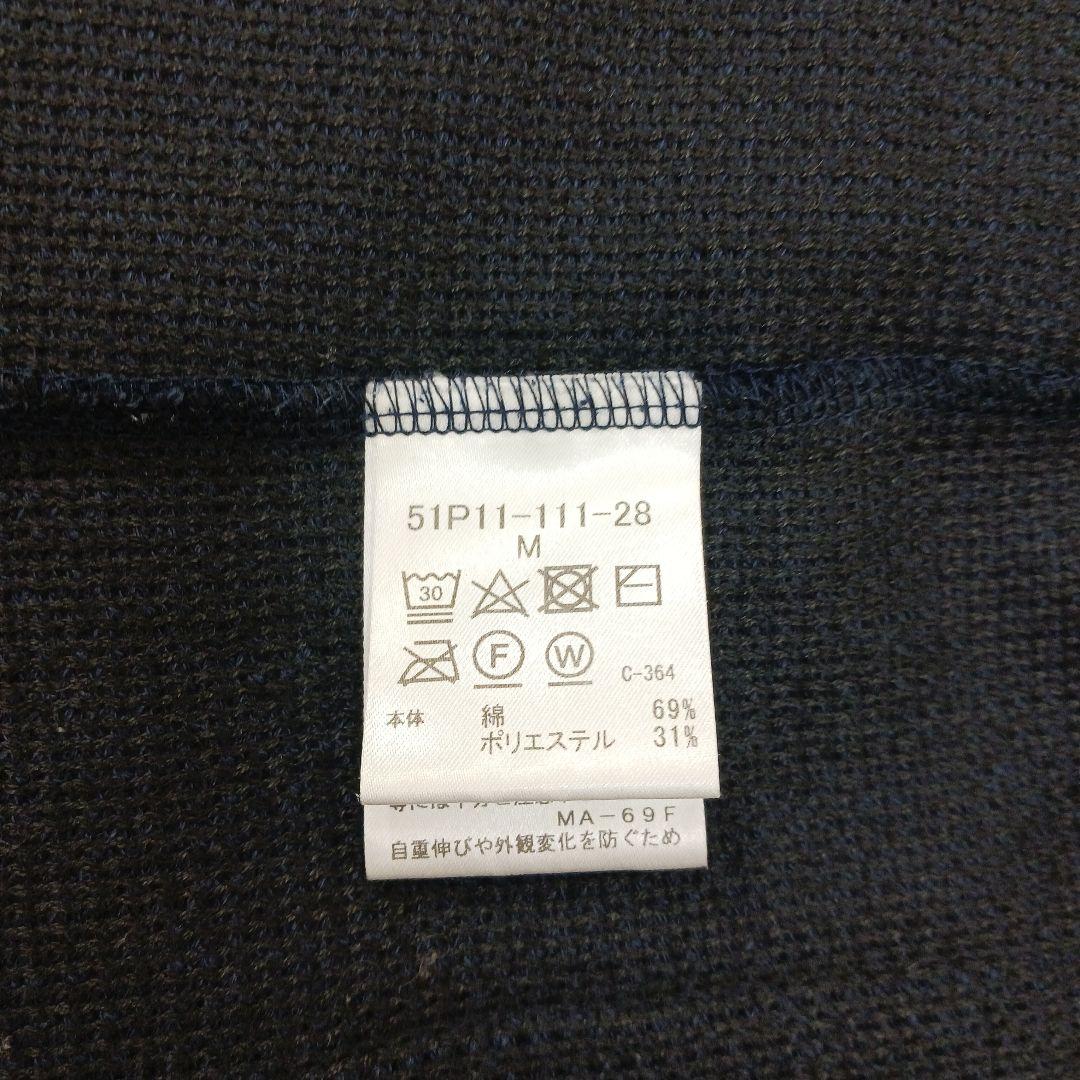 51P11-111-28
M
30
F W C-364
本体 綿 69%
ポリエステル 31%
MA-69F
自重伸びや外観変化を防ぐため